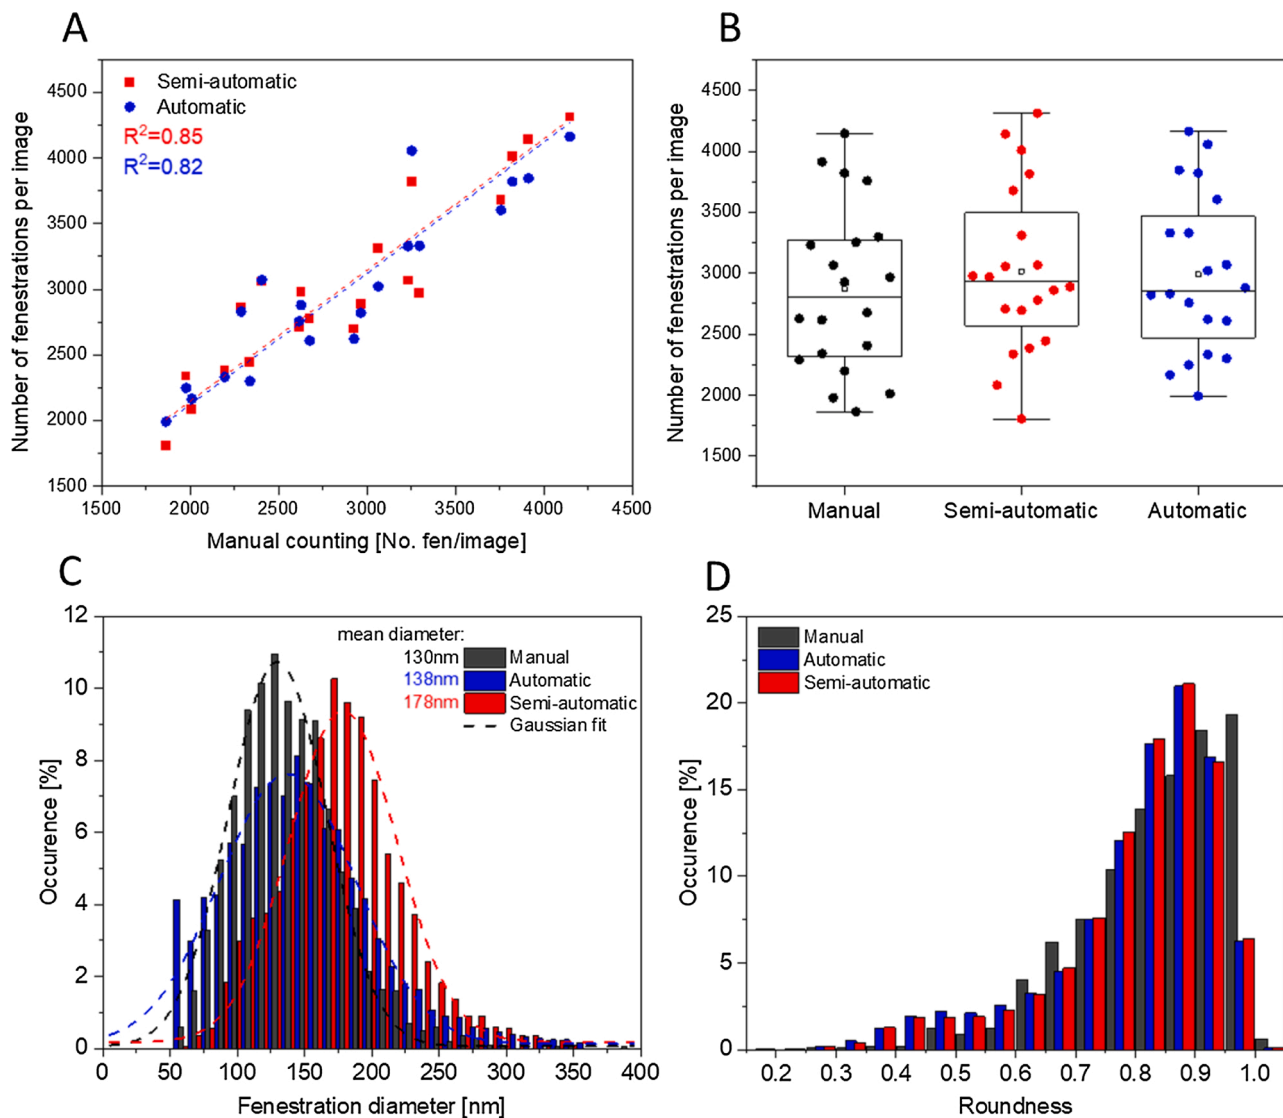 A
Number of fenestrations per image
4500
4000
3500
3000
2500
2000
1500
Semi-automatic
Automatic
R²=0.85
R²=0.82
1500 2000 2500 3000 3500 4000 4500
Manual counting [No. fen/image]
B
Number of fenestrations per image
4500
4000
3500
3000
2500
2000
1500
Manual Semi-automatic Automatic
C
Occurence [%]
12
10
8
6
4
2
0
mean diameter:
130nm Manual
138nm Automatic
178nm Semi-automatic
Gaussian fit
0 50 100 150 200 250 300 350 400
Fenestration diameter [nm]
D
Occurence [%]
25
20
15
10
5
0
Manual
Automatic
Semi-automatic
0.2 0.3 0.4 0.5 0.6 0.7 0.8 0.9 1.0
Roundness